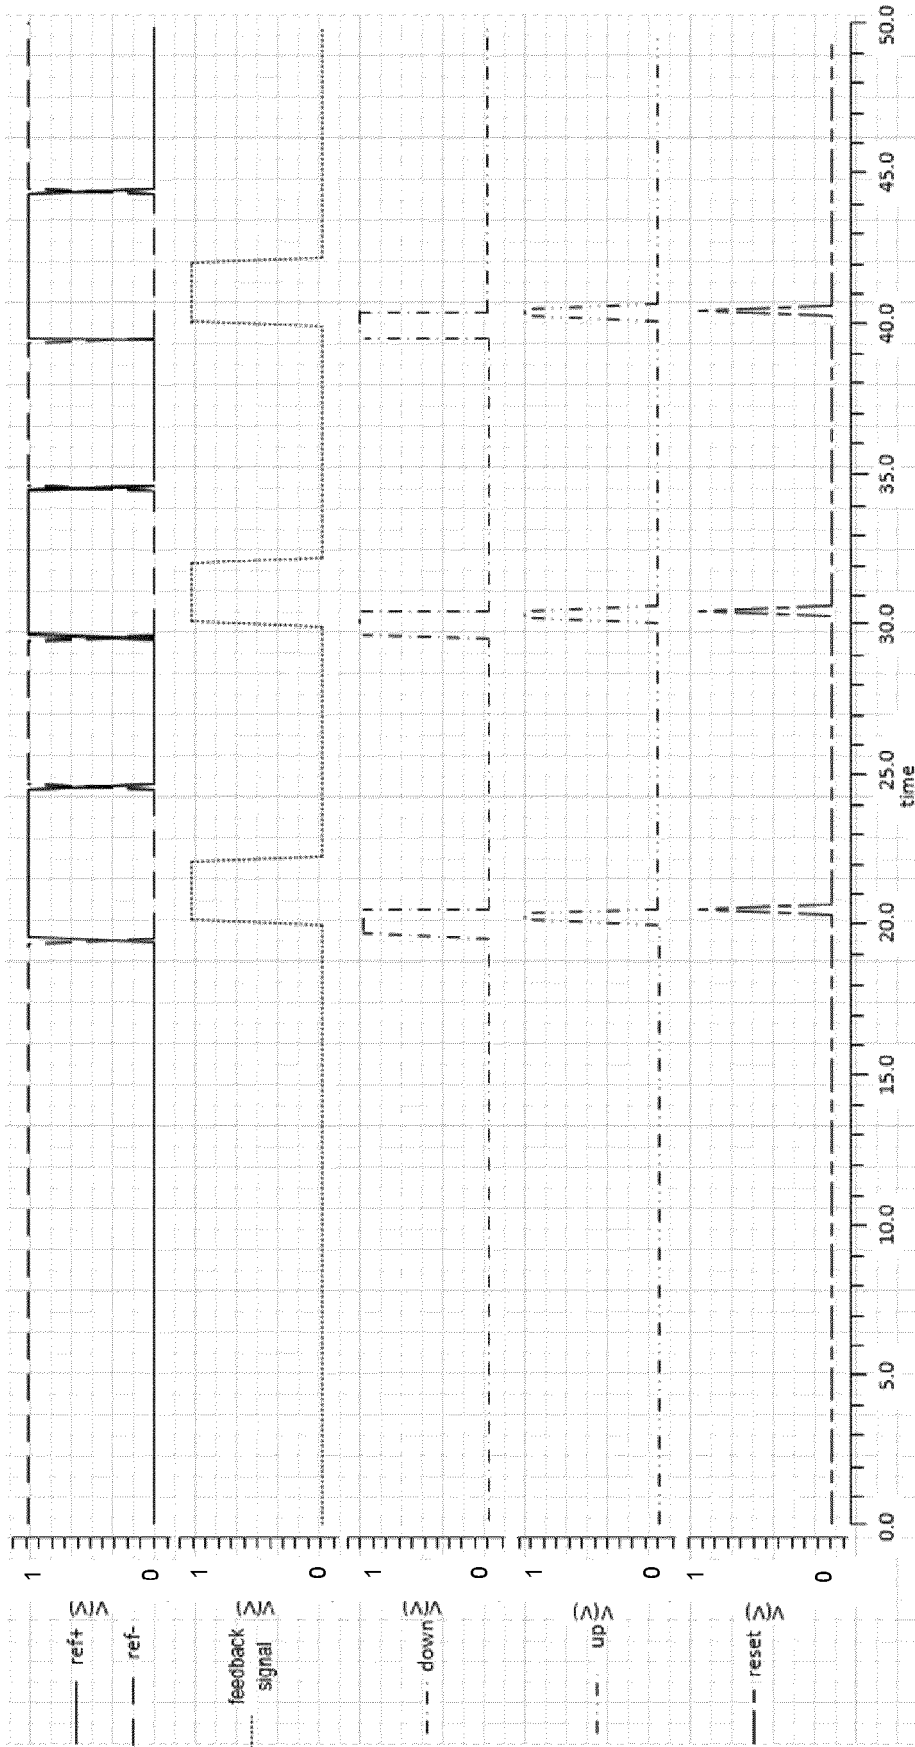 ref+
ref-
(V)
1
0
feedback
signal
(V)
1
0
down
(V)
1
0
up
(V)
1
0
reset
(V)
1
0
0.0
5.0
10.0
15.0
20.0
25.0
30.0
35.0
40.0
45.0
50.0
time